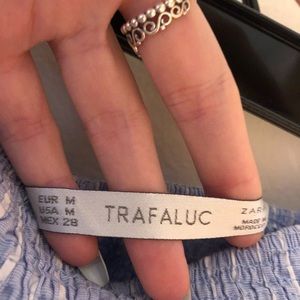 EUR M
USA M
MEX 28
TRAFALUC
ZARA
MADE IN
MOROCCO